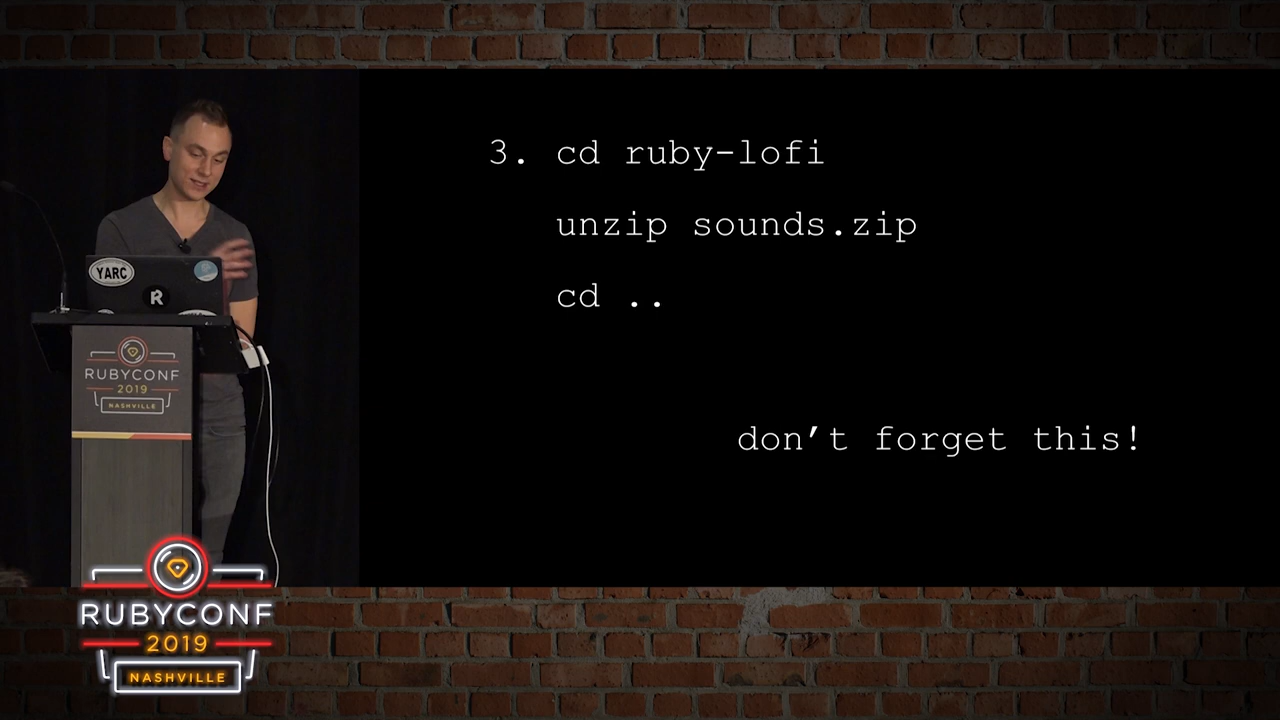 3. cd ruby-lofi
unzip sounds.zip
cd ..
don't forget this!
YARC
R
RUBYCONF
2019
NASHVILLE
RUBYCONF
2019
NASHVILLE